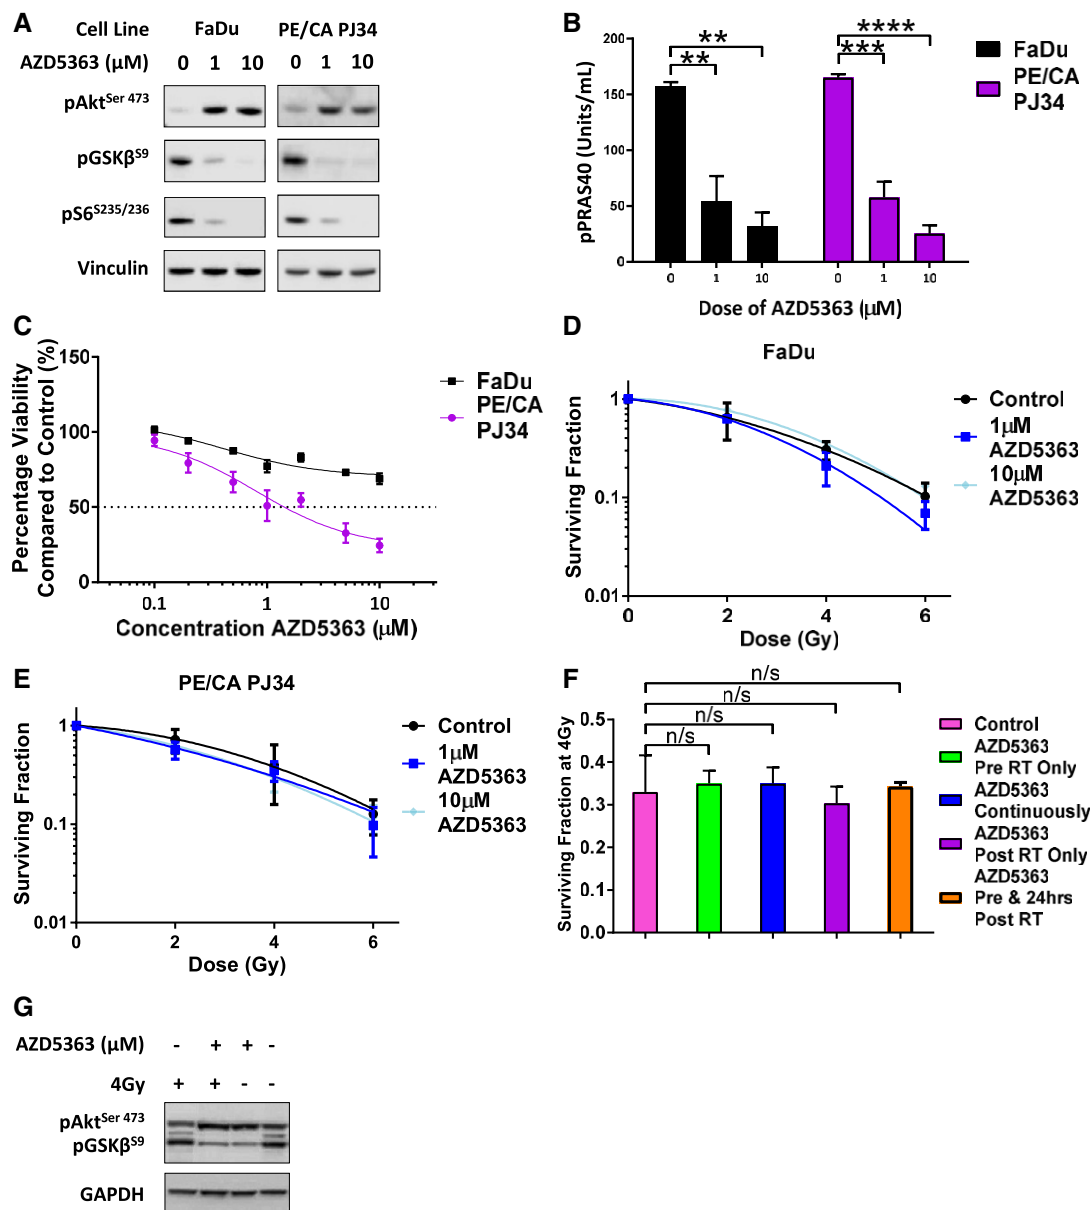 A
Cell Line FaDu PE/CA PJ34
AZD5363 (µM) 0 1 10 0 1 10
pAkt^Ser 473
pGSKβ^S9
pS6^S235/236
Vinculin
B
pPRAS40 (Units/mL)
200
150
100
50
0
** ** *** ****
0 1 10 0 1 10
Dose of AZD5363 (µM)
FaDu
PE/CA
PJ34
C
Percentage Viability
Compared to Control (%)
150
100
50
0
0.1 1 10
Concentration AZD5363 (µM)
FaDu
PE/CA
PJ34
D
FaDu
Surviving Fraction
1
0.1
0.01
0 2 4 6
Dose (Gy)
Control
1µM
AZD5363
10µM
AZD5363
E
PE/CA PJ34
Surviving Fraction
1
0.1
0.01
0 2 4 6
Dose (Gy)
Control
1µM
AZD5363
10µM
AZD5363
F
Surviving Fraction at 4Gy
0.5
0.4
0.3
0.2
0.1
0.0
n/s
n/s
n/s
n/s
Control
AZD5363
Pre RT Only
AZD5363
Continuously
AZD5363
Post RT Only
AZD5363
Pre & 24hrs
Post RT
G
AZD5363 (µM) - + + -
4Gy + + - -
pAkt^Ser 473
pGSKβ^S9
GAPDH